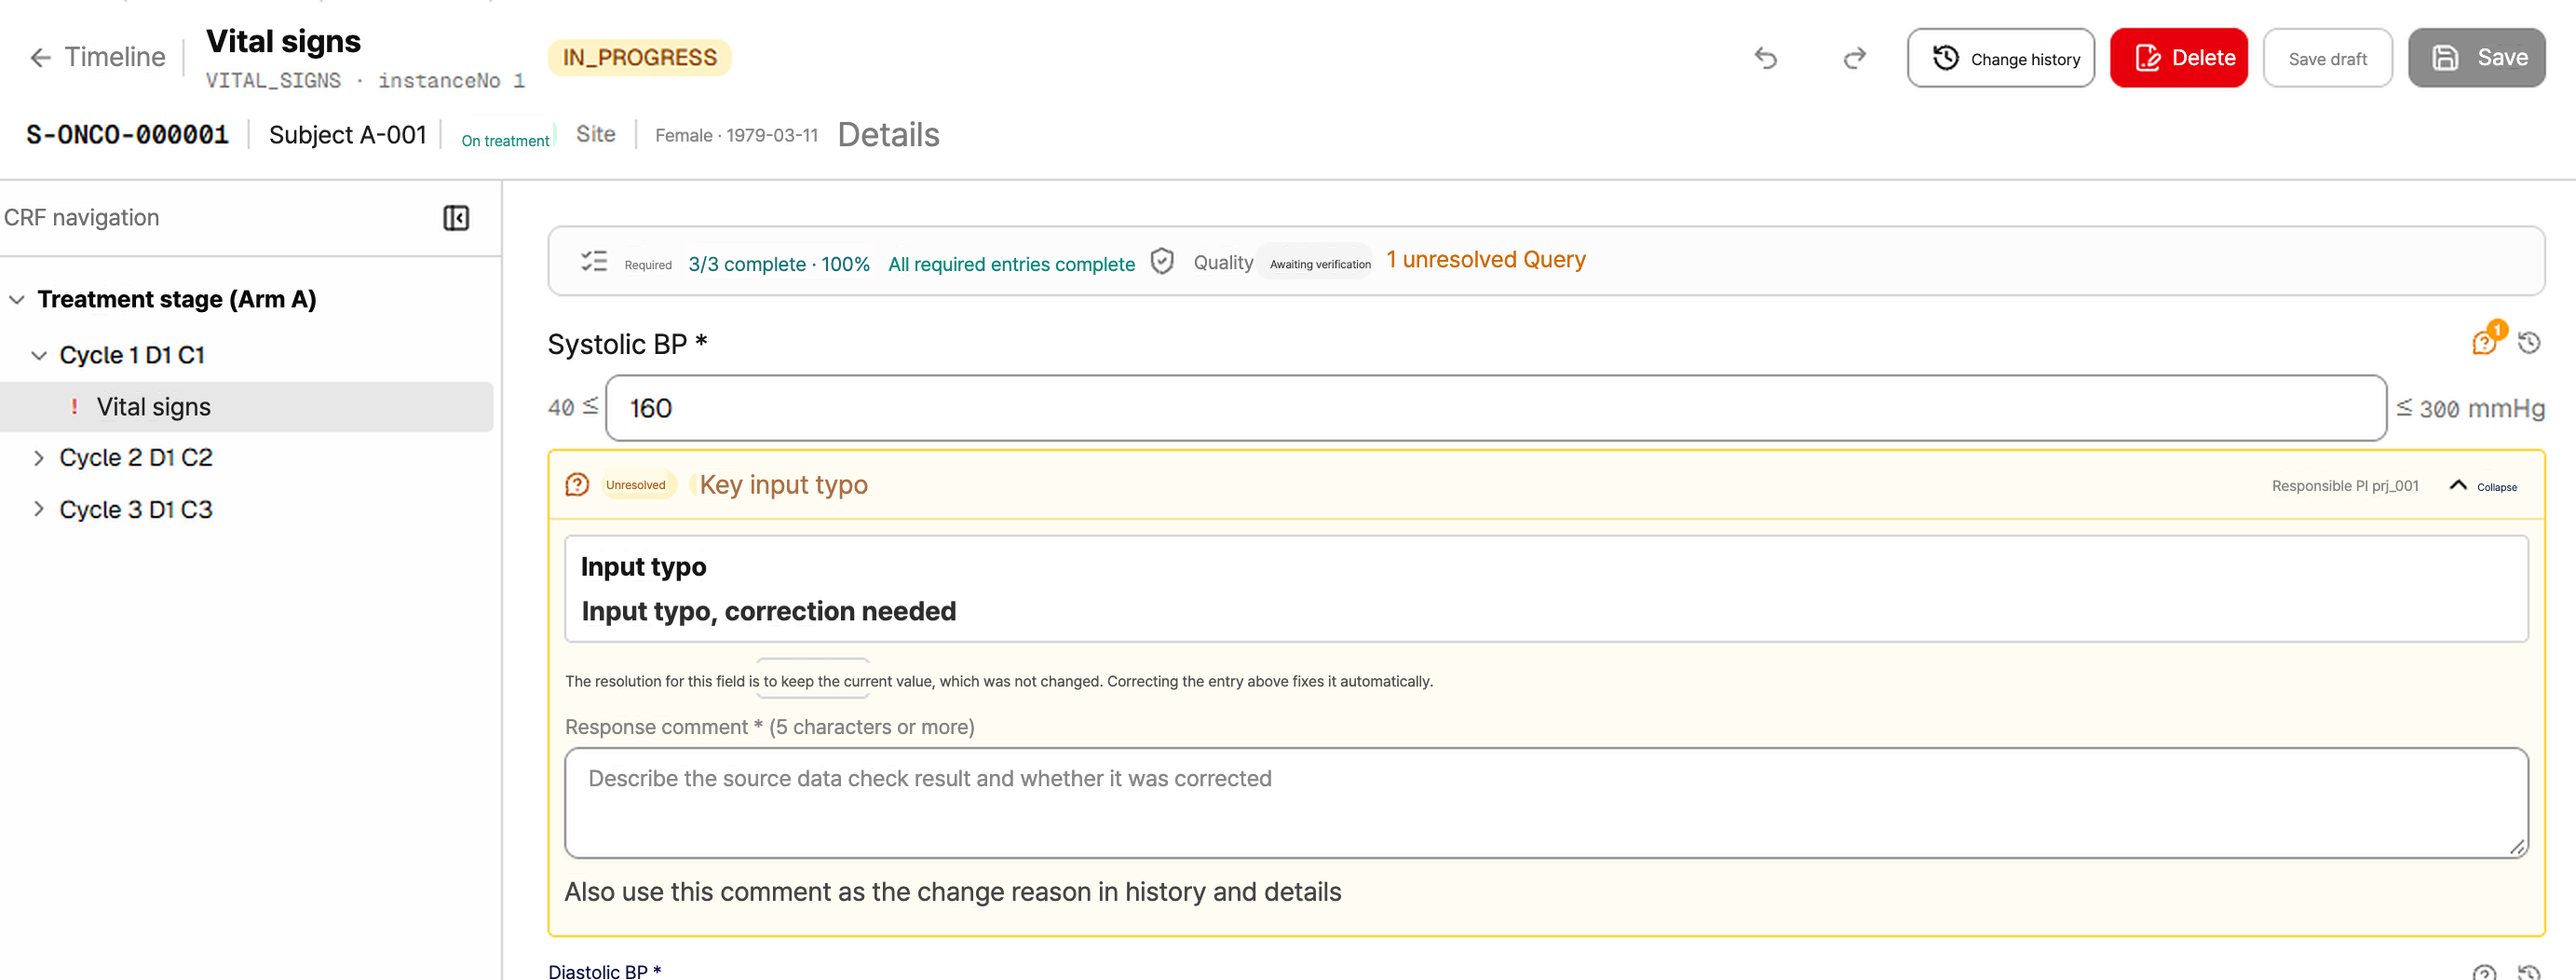 Timeline
Vital signs
VITAL_SIGNS · instanceNo 1
IN_PROGRESS
Change history
Delete
Save draft
Save
S-ONCO-000001
Subject A-001
On treatment
Site
Female · 1979-03-11
Details
CRF navigation
Treatment stage (Arm A)
Cycle 1 D1 C1
! Vital signs
Cycle 2 D1 C2
Cycle 3 D1 C3
Required 3/3 complete · 100% All required entries complete Quality Awaiting verification 1 unresolved Query
Systolic BP *
1
40 ≤ 160 ≤ 300 mmHg
Unresolved Key input typo Responsible PI prj_001 Collapse
Input typo
Input typo, correction needed
The resolution for this field is to keep the current value, which was not changed. Correcting the entry above fixes it automatically.
Response comment * (5 characters or more)
Describe the source data check result and whether it was corrected
Also use this comment as the change reason in history and details
Diastolic BP *